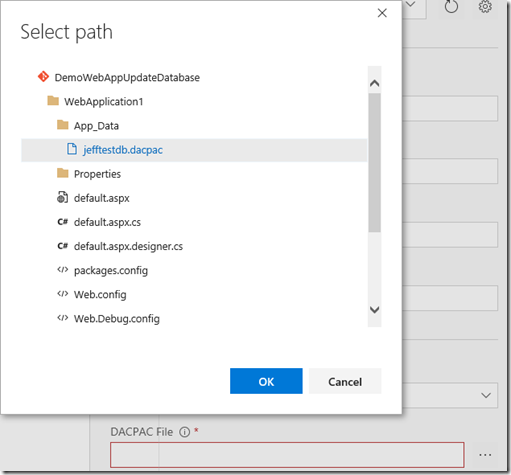 Select path
DemoWebAppUpdateDatabase
WebApplication1
App_Data
jefftestdb.dacpac
Properties
default.aspx
C# default.aspx.cs
C# default.aspx.designer.cs
</> packages.config
</> Web.config
</> Web.Debug.config
OK Cancel
DACPAC File *